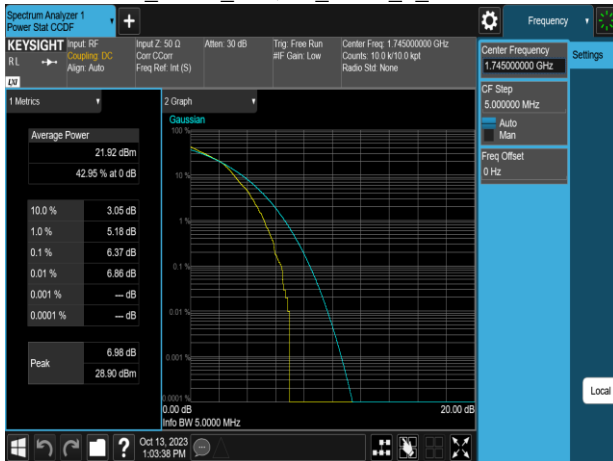 Spectrum Analyzer 1
Power Stat CCDF
+
Frequency
KEYSIGHT
RL
LXI
Input: RF
Coupling: DC
Align: Auto
Input Z: 50 Ω
Corr CCorr
Freq Ref: Int (S)
Atten: 30 dB
Trig: Free Run
#IF Gain: Low
Center Freq: 1.745000000 GHz
Counts: 10.0 k/10.0 kpt
Radio Std: None
Center Frequency
1.745000000 GHz
Settings
CF Step
5.000000 MHz
Auto
Man
Freq Offset
0 Hz
Local
1 Metrics
Average Power
21.92 dBm
42.95 % at 0 dB
10.0 % 3.05 dB
1.0 % 5.18 dB
0.1 % 6.37 dB
0.01 % 6.86 dB
0.001 % --- dB
0.0001 % --- dB
Peak
6.98 dB
28.90 dBm
2 Graph
Gaussian
100 %
10 %
1 %
0.1 %
0.01 %
0.001 %
0.0001 %
0.00 dB 20.00 dB
Info BW 5.0000 MHz
?
Oct 13, 2023
1:03:38 PM